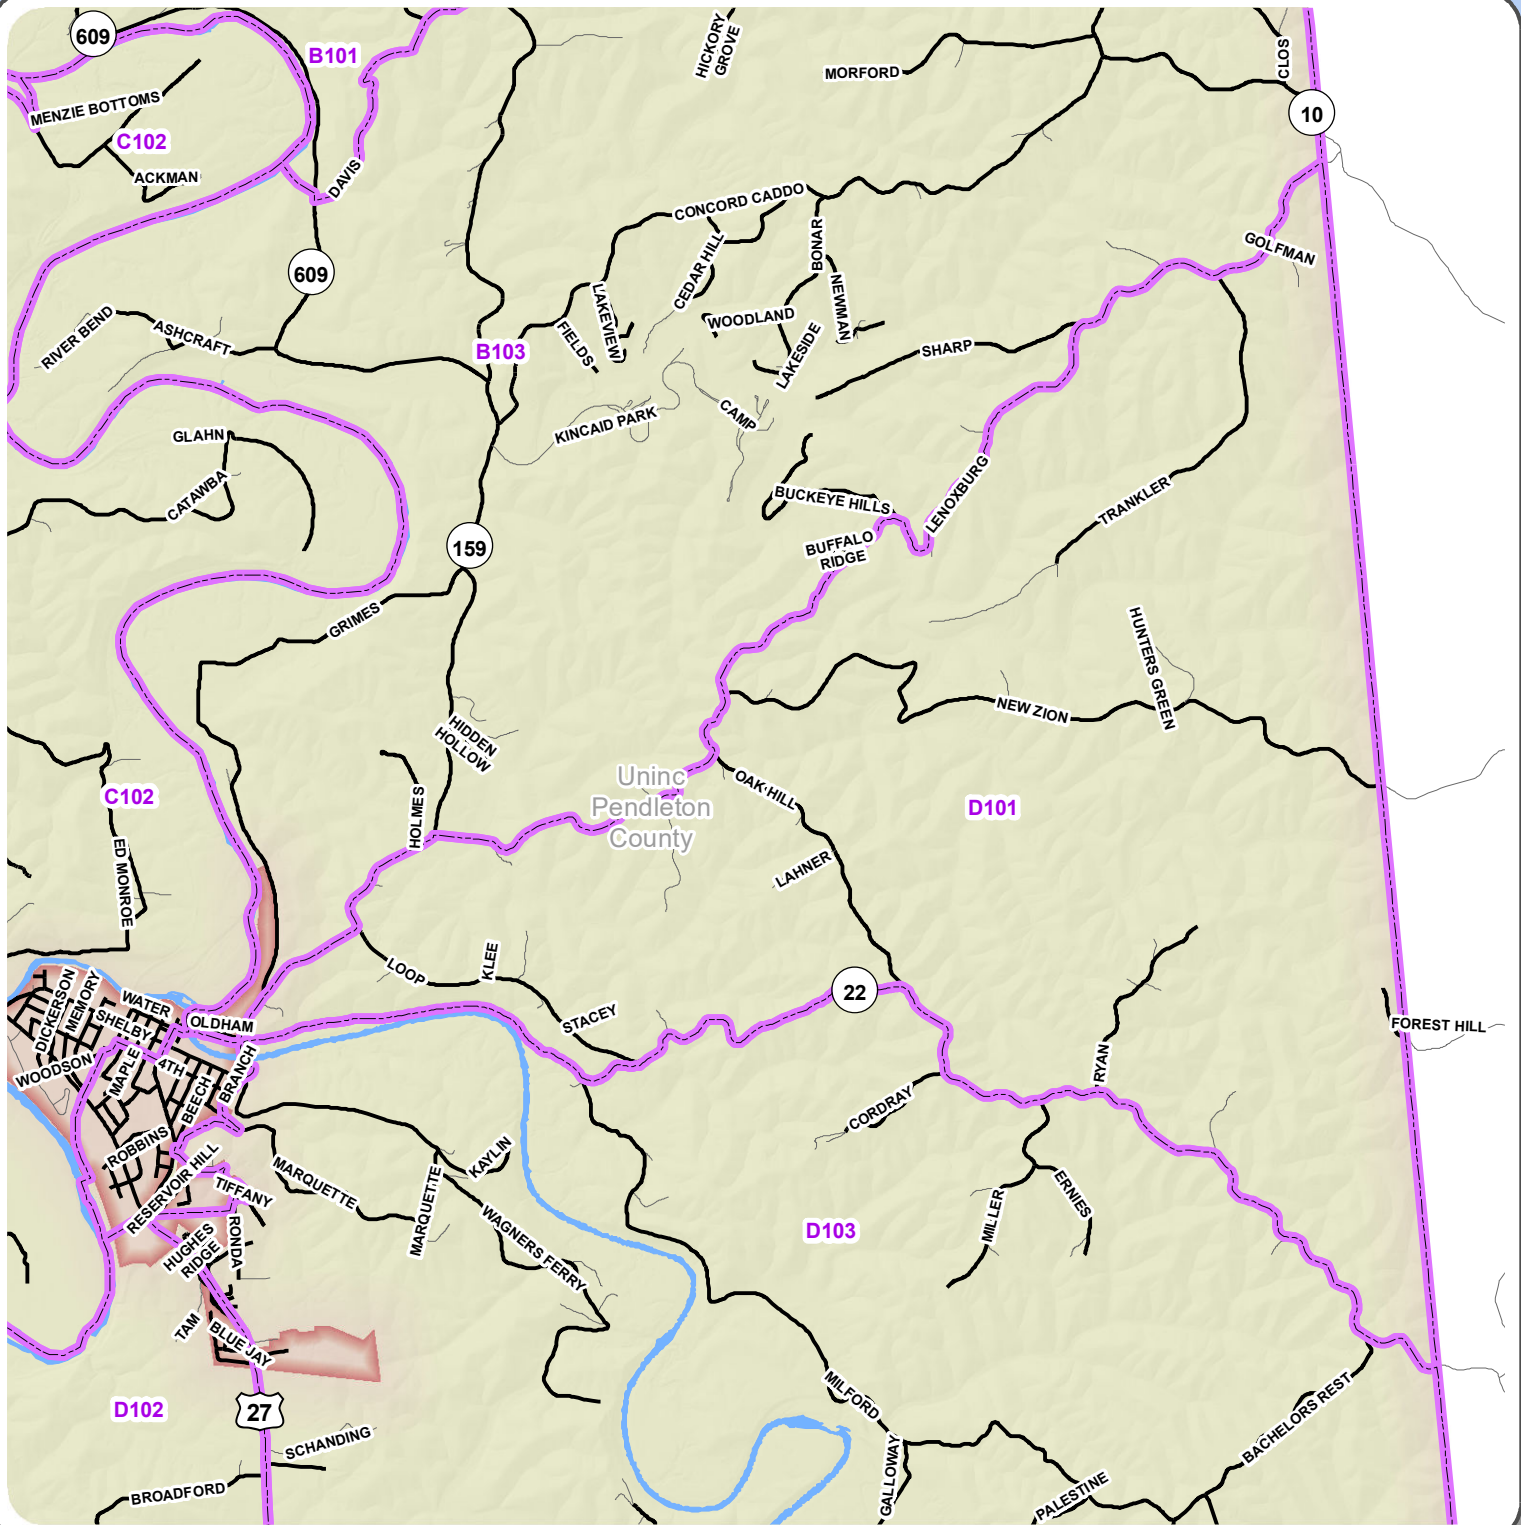 609
B101
HICKORY
GROVE
MORFORD
CLOS
10
MENZIE BOTTOMS
C102
ACKMAN
DAVIS
CONCORD CADDO
BONAR
CEDAR HILL
GOLFMAN
609
NEWMAN
LAKEVIEW
RIVER BEND
ASHCRAFT
FIELDS
WOODLAND
LAKESIDE
SHARP
B103
CAMP
KINCAID PARK
GLAHN
CATAWBA
BUCKEYE HILLS
LENOXBURG
TRANKLER
159
BUFFALO
RIDGE
GRIMES
HUNTERS GREEN
NEW ZION
HIDDEN
HOLLOW
Uninc
Pendleton
County
OAK HILL
C102
D101
HOLMES
ED MONROE
LAHNER
LOOP
KLEE
22
DICKERSON
MEMORY
WATER
SHELBY
OLDHAM
STACEY
FOREST HILL
WOODSON
MAPLE
4TH
BEECH
BRANCH
RYAN
CORDRAY
ROBBINS
RESERVOIR HILL
MARQUETTE
KAYLIN
TIFFANY
MARQUETTE
ERNIES
MILLER
D103
HUGHES
RIDGE
RONDA
WAGNERS FERRY
TAM
BLUE JAY
MILFORD
D102
27
BACHELORS REST
SCHANDING
GALLOWAY
BROADFORD
PALESTINE